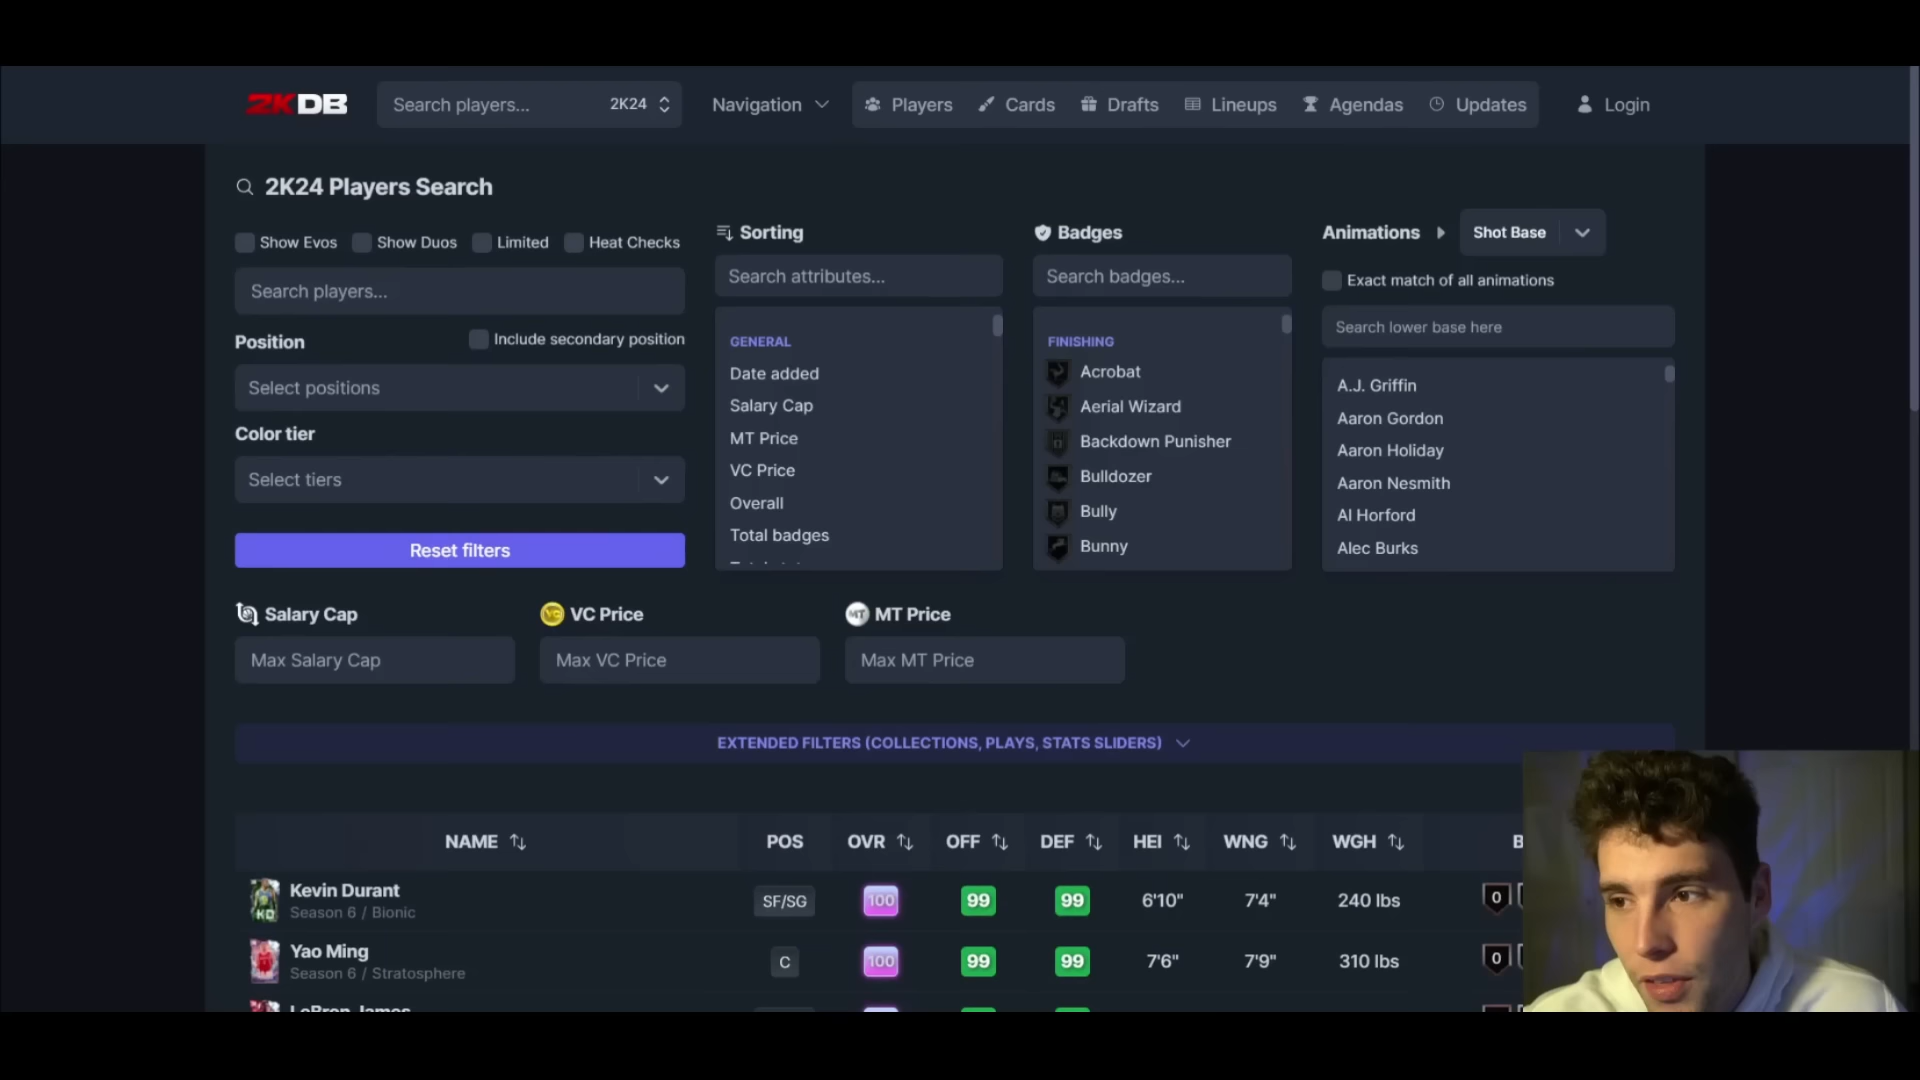 2KDB
Search players...
2K24
Navigation
Players
Cards
Drafts
Lineups
Agendas
Updates
Login
2K24 Players Search
Show Evos
Show Duos
Limited
Heat Checks
Search players...
Position
Include secondary position
Select positions
Color tier
Select tiers
Reset filters
Sorting
Search attributes...
GENERAL
Date added
Salary Cap
MT Price
VC Price
Overall
Total badges
Badges
Search badges...
FINISHING
Acrobat
Aerial Wizard
Backdown Punisher
Bulldozer
Bully
Bunny
Animations
Shot Base
Exact match of all animations
Search lower base here
A.J. Griffin
Aaron Gordon
Aaron Holiday
Aaron Nesmith
Al Horford
Alec Burks
Salary Cap
Max Salary Cap
VC
VC Price
Max VC Price
MT
MT Price
Max MT Price
EXTENDED FILTERS (COLLECTIONS, PLAYS, STATS SLIDERS)
NAME POS OVR OFF DEF HEI WNG WGH B
KD
Kevin Durant
Season 6 / Bionic
SF/SG 100 99 99 6'10" 7'4" 240 lbs 0
Yao Ming
Season 6 / Stratosphere
C 100 99 99 7'6" 7'9" 310 lbs 0
LeBron James